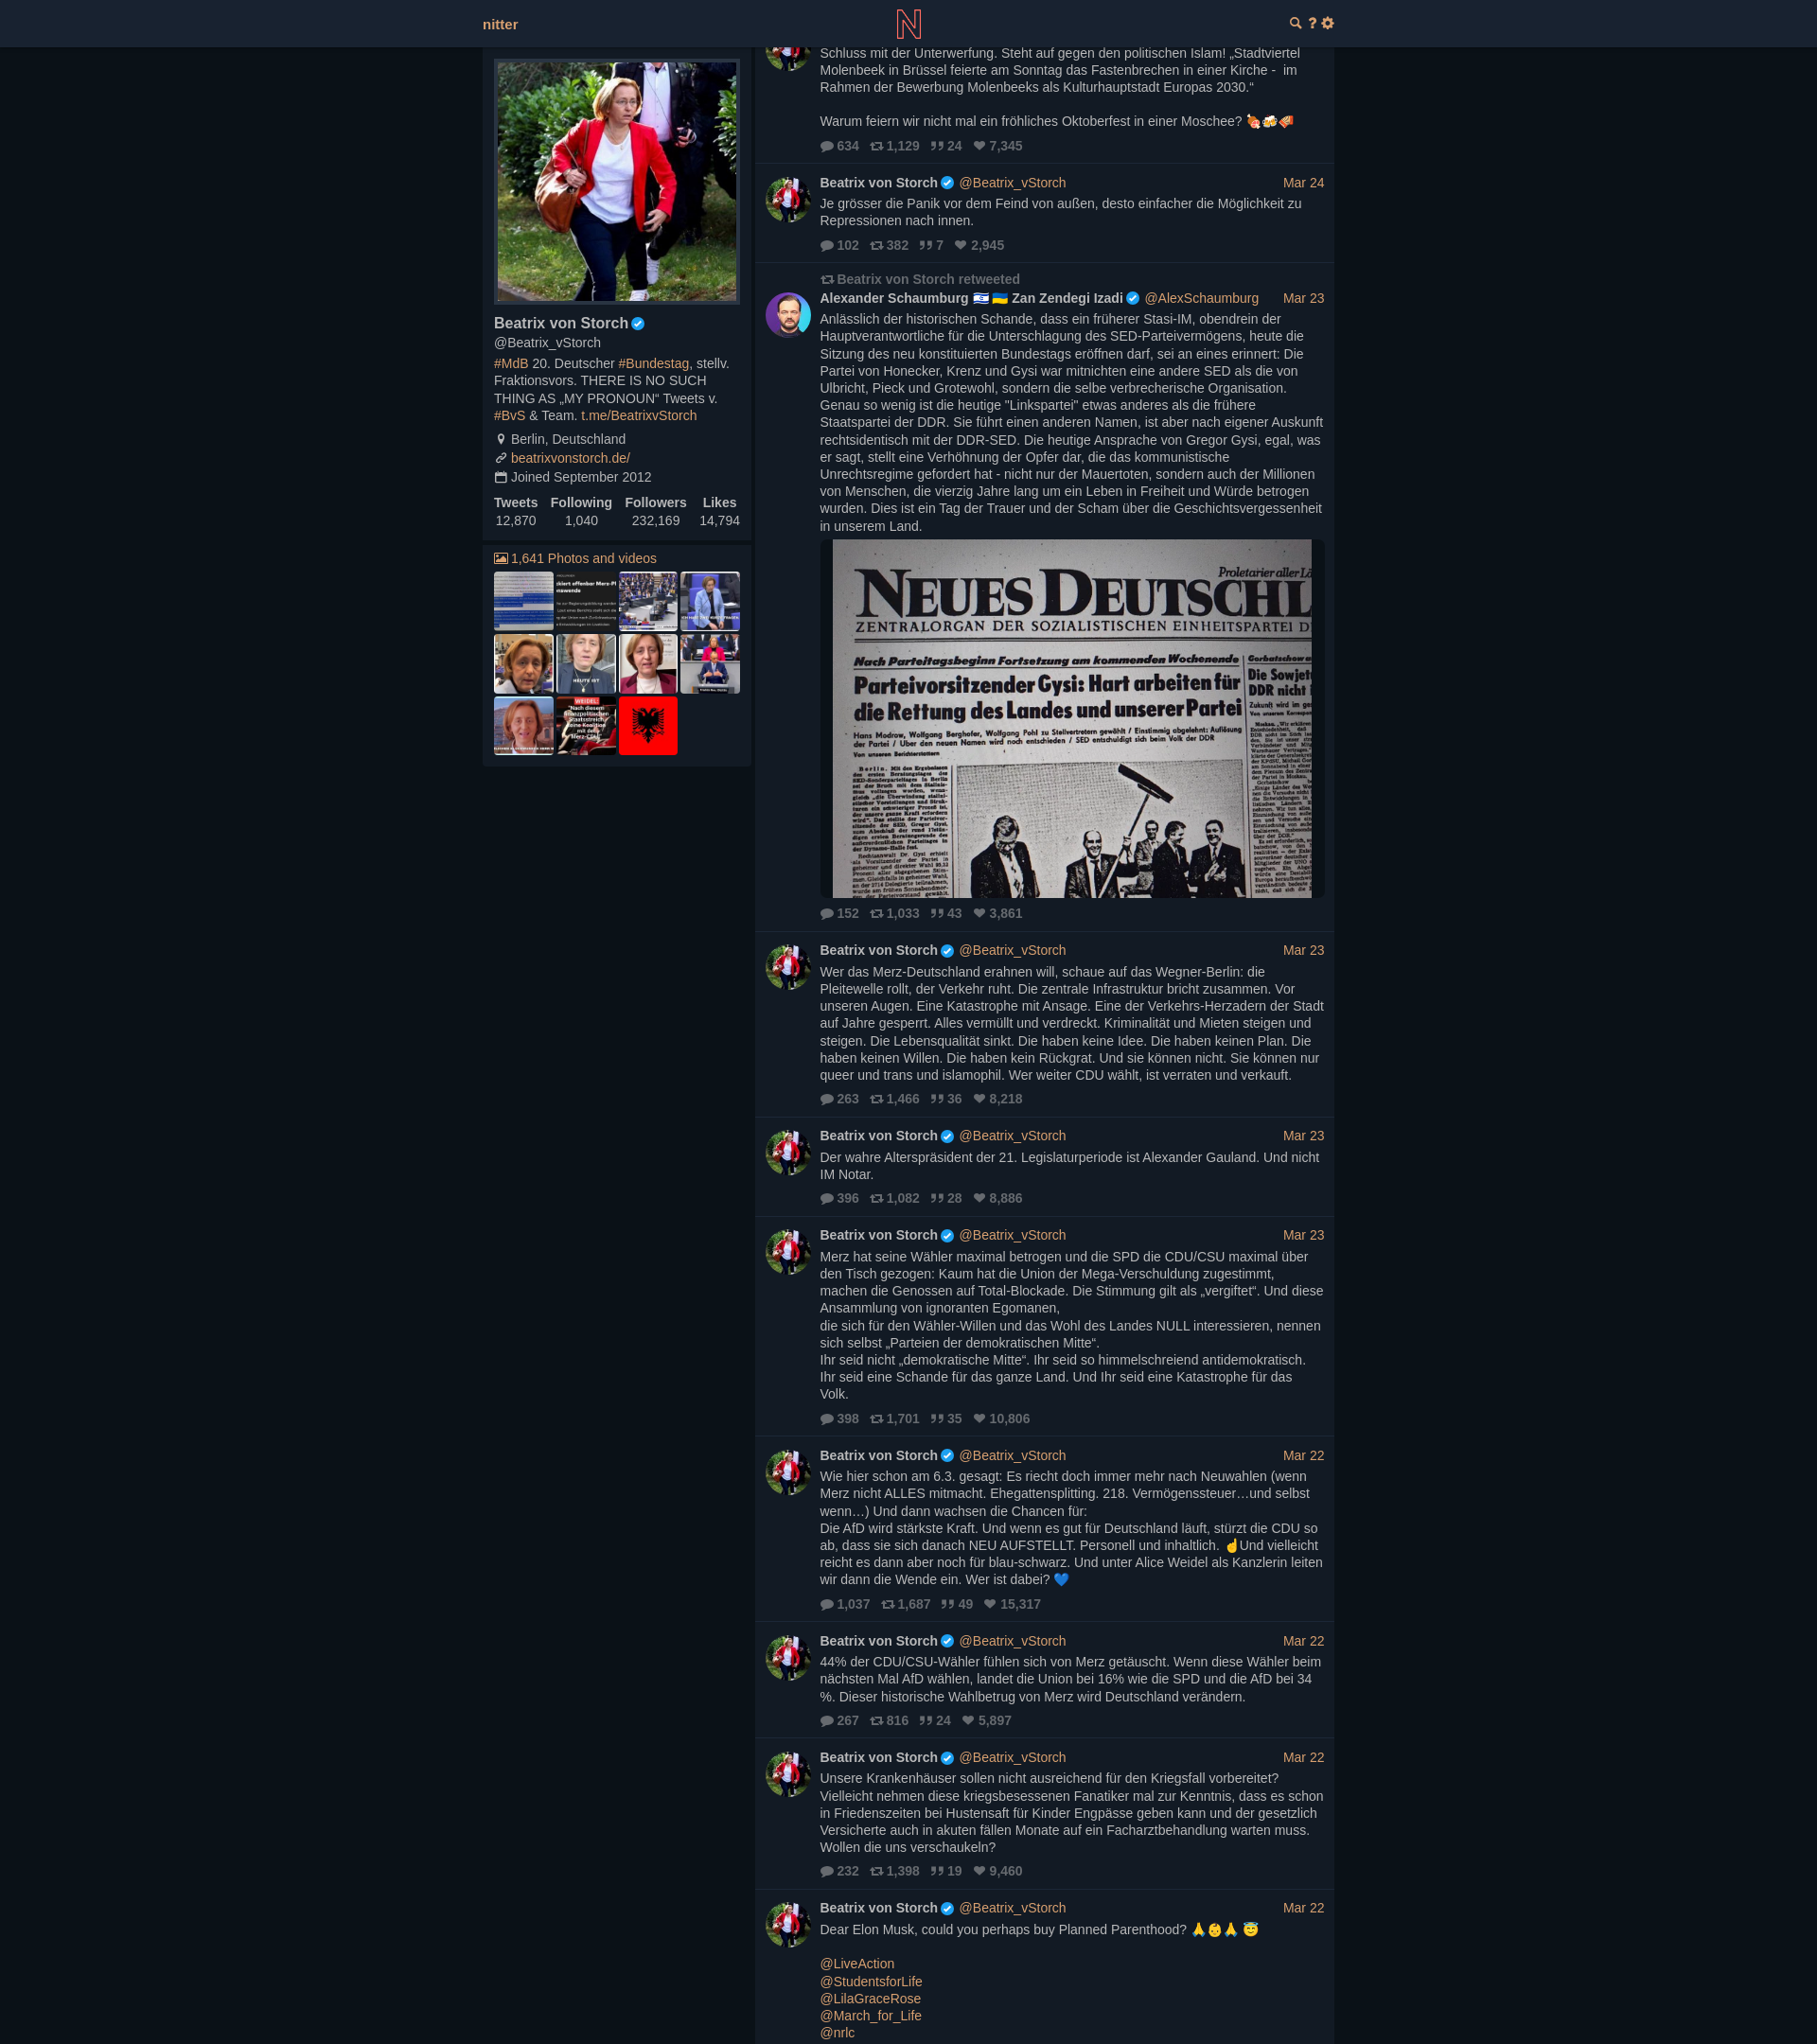 nitter
Beatrix von Storch
@Beatrix_vStorch
#MdB 20. Deutscher #Bundestag, stellv.
Fraktionsvors. THERE IS NO SUCH
THING AS „MY PRONOUN“ Tweets v.
#BvS & Team. t.me/BeatrixvStorch
Berlin, Deutschland
beatrixvonstorch.de/
Joined September 2012
Tweets Following Followers Likes
12,870 1,040 232,169 14,794
1,641 Photos and videos
HEUTE IST
WEIDEL:
"Nach diesem
finanzpolitischen
Staatsstreich
keine Koalition
mit der
Merz-CDU"
Schluss mit der Unterwerfung. Steht auf gegen den politischen Islam! „Stadtviertel
Molenbeek in Brüssel feierte am Sonntag das Fastenbrechen in einer Kirche - im
Rahmen der Bewerbung Molenbeeks als Kulturhauptstadt Europas 2030.“
Warum feiern wir nicht mal ein fröhliches Oktoberfest in einer Moschee? 🍖🍻🪗
634 1,129 24 7,345
Beatrix von Storch @Beatrix_vStorch Mar 24
Je grösser die Panik vor dem Feind von außen, desto einfacher die Möglichkeit zu
Repressionen nach innen.
102 382 7 2,945
Beatrix von Storch retweeted
Alexander Schaumburg 🇮🇱🇺🇦 Zan Zendegi Izadi @AlexSchaumburg Mar 23
Anlässlich der historischen Schande, dass ein früherer Stasi-IM, obendrein der
Hauptverantwortliche für die Unterschlagung des SED-Parteivermögens, heute die
Sitzung des neu konstituierten Bundestags eröffnen darf, sei an eines erinnert: Die
Partei von Honecker, Krenz und Gysi war mitnichten eine andere SED als die von
Ulbricht, Pieck und Grotewohl, sondern die selbe verbrecherische Organisation.
Genau so wenig ist die heutige "Linkspartei" etwas anderes als die frühere
Staatspartei der DDR. Sie führt einen anderen Namen, ist aber nach eigener Auskunft
rechtsidentisch mit der DDR-SED. Die heutige Ansprache von Gregor Gysi, egal, was
er sagt, stellt eine Verhöhnung der Opfer dar, die das kommunistische
Unrechtsregime gefordert hat - nicht nur der Mauertoten, sondern auch der Millionen
von Menschen, die vierzig Jahre lang um ein Leben in Freiheit und Würde betrogen
wurden. Dies ist ein Tag der Trauer und der Scham über die Geschichtsvergessenheit
in unserem Land.
Proletarier aller Lä
NEUES DEUTSCHL
ZENTRALORGAN DER SOZIALISTISCHEN EINHEITSPARTEI D
Nach Parteitagsbeginn Fortsetzung am kommenden Wochenende
Parteivorsitzender Gysi: Hart arbeiten für
die Rettung des Landes und unserer Partei
Hans Modrow, Wolfgang Berghofer, Wolfgang Pohl zu Stellvertretern gewählt / Einstimmig abgelehnt: Auflösung
der Partei / Über den neuen Namen wird noch entschieden / SED entschuldigt sich beim Volk der DDR
Von unseren Berichterstattern
Gorbatschow
Die Sowjet
DDR nicht i
152 1,033 43 3,861
Beatrix von Storch @Beatrix_vStorch Mar 23
Wer das Merz-Deutschland erahnen will, schaue auf das Wegner-Berlin: die
Pleitewelle rollt, der Verkehr ruht. Die zentrale Infrastruktur bricht zusammen. Vor
unseren Augen. Eine Katastrophe mit Ansage. Eine der Verkehrs-Herzadern der Stadt
auf Jahre gesperrt. Alles vermüllt und verdreckt. Kriminalität und Mieten steigen und
steigen. Die Lebensqualität sinkt. Die haben keine Idee. Die haben keinen Plan. Die
haben keinen Willen. Die haben kein Rückgrat. Und sie können nicht. Sie können nur
queer und trans und islamophil. Wer weiter CDU wählt, ist verraten und verkauft.
263 1,466 36 8,218
Beatrix von Storch @Beatrix_vStorch Mar 23
Der wahre Alterspräsident der 21. Legislaturperiode ist Alexander Gauland. Und nicht
IM Notar.
396 1,082 28 8,886
Beatrix von Storch @Beatrix_vStorch Mar 23
Merz hat seine Wähler maximal betrogen und die SPD die CDU/CSU maximal über
den Tisch gezogen: Kaum hat die Union der Mega-Verschuldung zugestimmt,
machen die Genossen auf Total-Blockade. Die Stimmung gilt als „vergiftet“. Und diese
Ansammlung von ignoranten Egomanen,
die sich für den Wähler-Willen und das Wohl des Landes NULL interessieren, nennen
sich selbst „Parteien der demokratischen Mitte“.
Ihr seid nicht „demokratische Mitte“. Ihr seid so himmelschreiend antidemokratisch.
Ihr seid eine Schande für das ganze Land. Und Ihr seid eine Katastrophe für das
Volk.
398 1,701 35 10,806
Beatrix von Storch @Beatrix_vStorch Mar 22
Wie hier schon am 6.3. gesagt: Es riecht doch immer mehr nach Neuwahlen (wenn
Merz nicht ALLES mitmacht. Ehegattensplitting. 218. Vermögenssteuer…und selbst
wenn…) Und dann wachsen die Chancen für:
Die AfD wird stärkste Kraft. Und wenn es gut für Deutschland läuft, stürzt die CDU so
ab, dass sie sich danach NEU AUFSTELLT. Personell und inhaltlich. ☝️Und vielleicht
reicht es dann aber noch für blau-schwarz. Und unter Alice Weidel als Kanzlerin leiten
wir dann die Wende ein. Wer ist dabei? 💙
1,037 1,687 49 15,317
Beatrix von Storch @Beatrix_vStorch Mar 22
44% der CDU/CSU-Wähler fühlen sich von Merz getäuscht. Wenn diese Wähler beim
nächsten Mal AfD wählen, landet die Union bei 16% wie die SPD und die AfD bei 34
%. Dieser historische Wahlbetrug von Merz wird Deutschland verändern.
267 816 24 5,897
Beatrix von Storch @Beatrix_vStorch Mar 22
Unsere Krankenhäuser sollen nicht ausreichend für den Kriegsfall vorbereitet?
Vielleicht nehmen diese kriegsbesessenen Fanatiker mal zur Kenntnis, dass es schon
in Friedenszeiten bei Hustensaft für Kinder Engpässe geben kann und der gesetzlich
Versicherte auch in akuten fällen Monate auf ein Facharztbehandlung warten muss.
Wollen die uns verschaukeln?
232 1,398 19 9,460
Beatrix von Storch @Beatrix_vStorch Mar 22
Dear Elon Musk, could you perhaps buy Planned Parenthood? 🙏👶🙏 😇
@LiveAction
@StudentsforLife
@LilaGraceRose
@March_for_Life
@nrlc